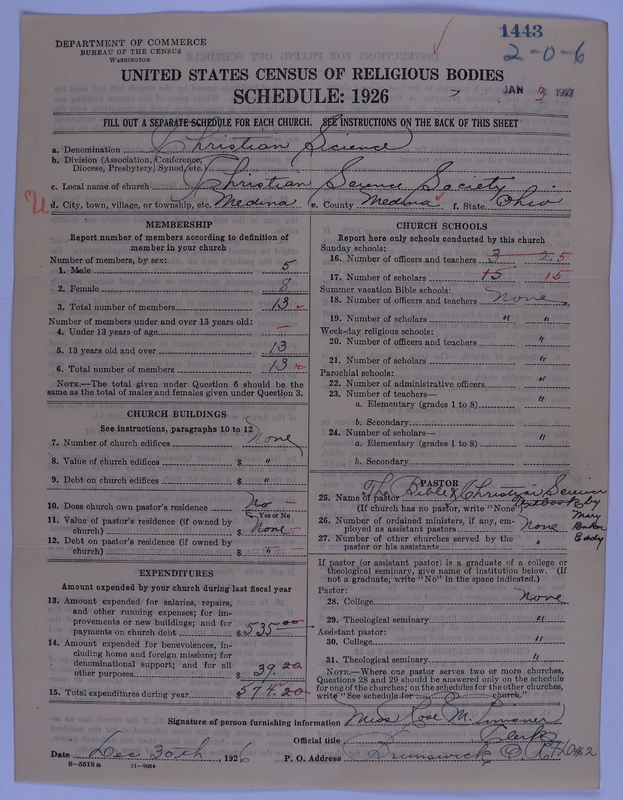 1443
2-0-6
DEPARTMENT OF COMMERCE
BUREAU OF THE CENSUS
WASHINGTON
JAN 3 1927
UNITED STATES CENSUS OF RELIGIOUS BODIES
SCHEDULE: 1926
FILL OUT A SEPARATE SCHEDULE FOR EACH CHURCH. SEE INSTRUCTIONS ON THE BACK OF THIS SHEET
a. Denomination Christian Science
b. Division (Association, Conference, Diocese, Presbytery, Synod, etc.)
c. Local name of church Christian Science Society
U d. City, town, village, or township, etc. Medina e. County Medina f. State Ohio
MEMBERSHIP
Report number of members according to definition of
member in your church
Number of members, by sex:
1. Male 5
2. Female 8
3. Total number of members 13
Number of members under and over 13 years old:
4. Under 13 years of age —
5. 13 years old and over 13
6. Total number of members 13
NOTE.—The total given under Question 6 should be
same as the total of males and females given under Question 3.
CHURCH BUILDINGS
See instructions, paragraphs 10 to 12
7. Number of church edifices None
8. Value of church edifices $ "
9. Debt on church edifices $ "
10. Does church own pastor's residence No —
Yes or No
11. Value of pastor's residence (if owned by
church) $ None —
12. Debt on pastor's residence (if owned by
church) $ " —
EXPENDITURES
Amount expended by your church during last fiscal year
13. Amount expended for salaries, repairs,
and other running expenses; for im-
provements or new buildings; and for
payments on church debt $ 535 00
14. Amount expended for benevolences, in-
cluding home and foreign missions; for
denominational support; and for all
other purposes $ 39.20
15. Total expenditures during year $ 574.20
CHURCH SCHOOLS
Report here only schools conducted by this church
Sunday schools:
16. Number of officers and teachers 3 2 5
17. Number of scholars 15 15
Summer vacation Bible schools:
18. Number of officers and teachers None
19. Number of scholars " "
Week-day religious schools:
20. Number of officers and teachers "
21. Number of scholars "
Parochial schools:
22. Number of administrative officers "
23. Number of teachers— "
a. Elementary (grades 1 to 8)
b. Secondary
24. Number of scholars— "
a. Elementary (grades 1 to 8)
b. Secondary
PASTOR
25. Name of pastor The Bible & Christian Science
(If church has no pastor, write "None") Textbook by
Mary
Baker
Eddy
26. Number of ordained ministers, if any, em-
ployed as assistant pastors None
27. Number of other churches served by the
pastor or his assistants "
If pastor (or assistant pastor) is a graduate of a college or
theological seminary, give name of institution below. (If
not a graduate, write "No" in the space indicated.)
Pastor:
28. College None
29. Theological seminary "
Assistant pastor:
30. College "
31. Theological seminary "
NOTE.—Where one pastor serves two or more churches,
Questions 28 and 29 should be answered only on the schedule
for one of the churches; on the schedules for the other churches,
write "See schedule for church."
Signature of person furnishing information Miss Rose M.
Official title Clerk
Date Dec 30th, 1926 P. O. Address Brunswick O. R.F.D. #2
8—5518 a 11—9054